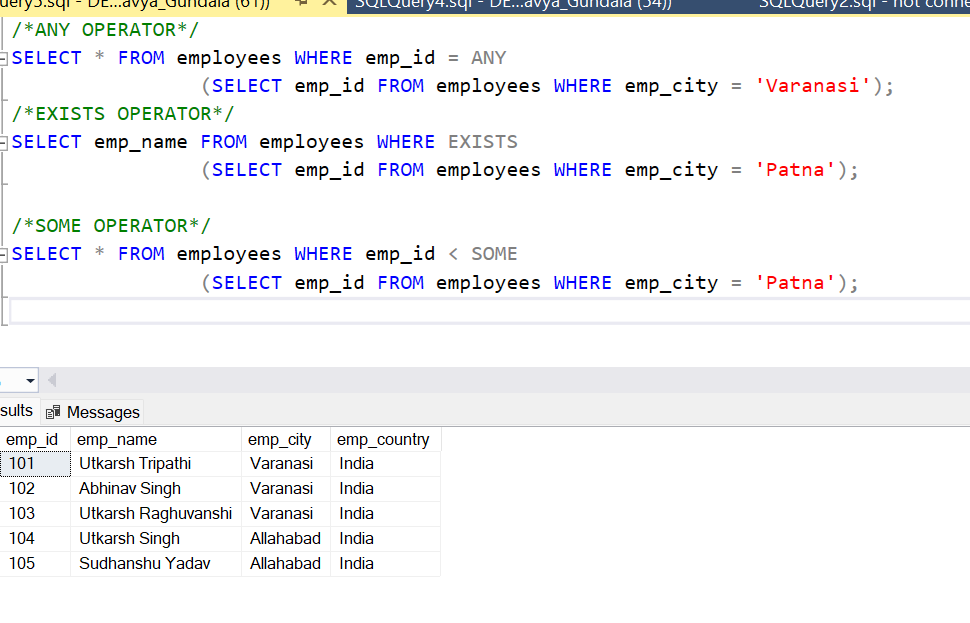 DE...avya_Gundala (61))
SQLQuery4.sql - DE...avya_Gundala (54))
SQLQuery2.sql - not conne
/*ANY OPERATOR*/
SELECT * FROM employees WHERE emp_id = ANY
(SELECT emp_id FROM employees WHERE emp_city = 'Varanasi');
/*EXISTS OPERATOR*/
SELECT emp_name FROM employees WHERE EXISTS
(SELECT emp_id FROM employees WHERE emp_city = 'Patna');
/*SOME OPERATOR*/
SELECT * FROM employees WHERE emp_id < SOME
(SELECT emp_id FROM employees WHERE emp_city = 'Patna');
sults Messages
emp_id emp_name emp_city emp_country
101 Utkarsh Tripathi Varanasi India
102 Abhinav Singh Varanasi India
103 Utkarsh Raghuvanshi Varanasi India
104 Utkarsh Singh Allahabad India
105 Sudhanshu Yadav Allahabad India